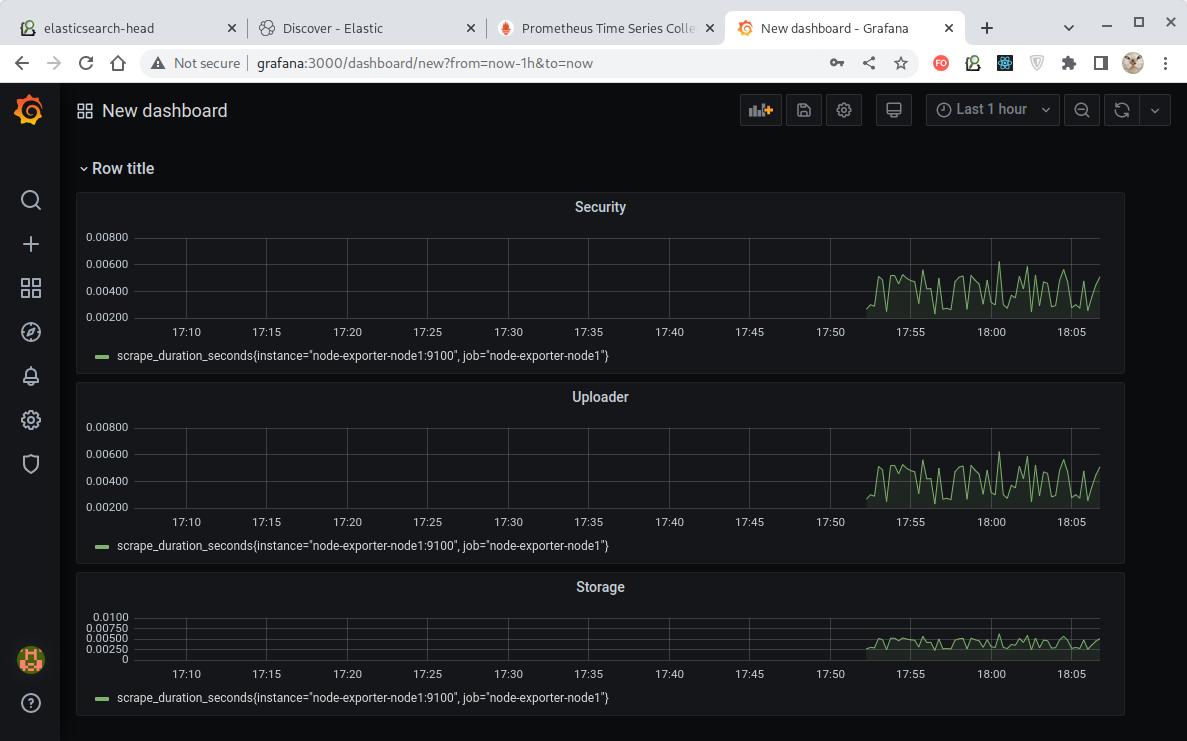 elasticsearch-head
Discover - Elastic
Prometheus Time Series Colle
New dashboard - Grafana
Not secure
grafana:3000/dashboard/new?from=now-1h&to=now
FO
New dashboard
Last 1 hour
Row title
Security
0.00800
0.00600
0.00400
0.00200
17:10 17:15 17:20 17:25 17:30 17:35 17:40 17:45 17:50 17:55 18:00 18:05
scrape_duration_seconds{instance="node-exporter-node1:9100", job="node-exporter-node1"}
Uploader
0.00800
0.00600
0.00400
0.00200
17:10 17:15 17:20 17:25 17:30 17:35 17:40 17:45 17:50 17:55 18:00 18:05
scrape_duration_seconds{instance="node-exporter-node1:9100", job="node-exporter-node1"}
Storage
0.0100
0.00750
0.00500
0.00250
0
17:10 17:15 17:20 17:25 17:30 17:35 17:40 17:45 17:50 17:55 18:00 18:05
scrape_duration_seconds{instance="node-exporter-node1:9100", job="node-exporter-node1"}